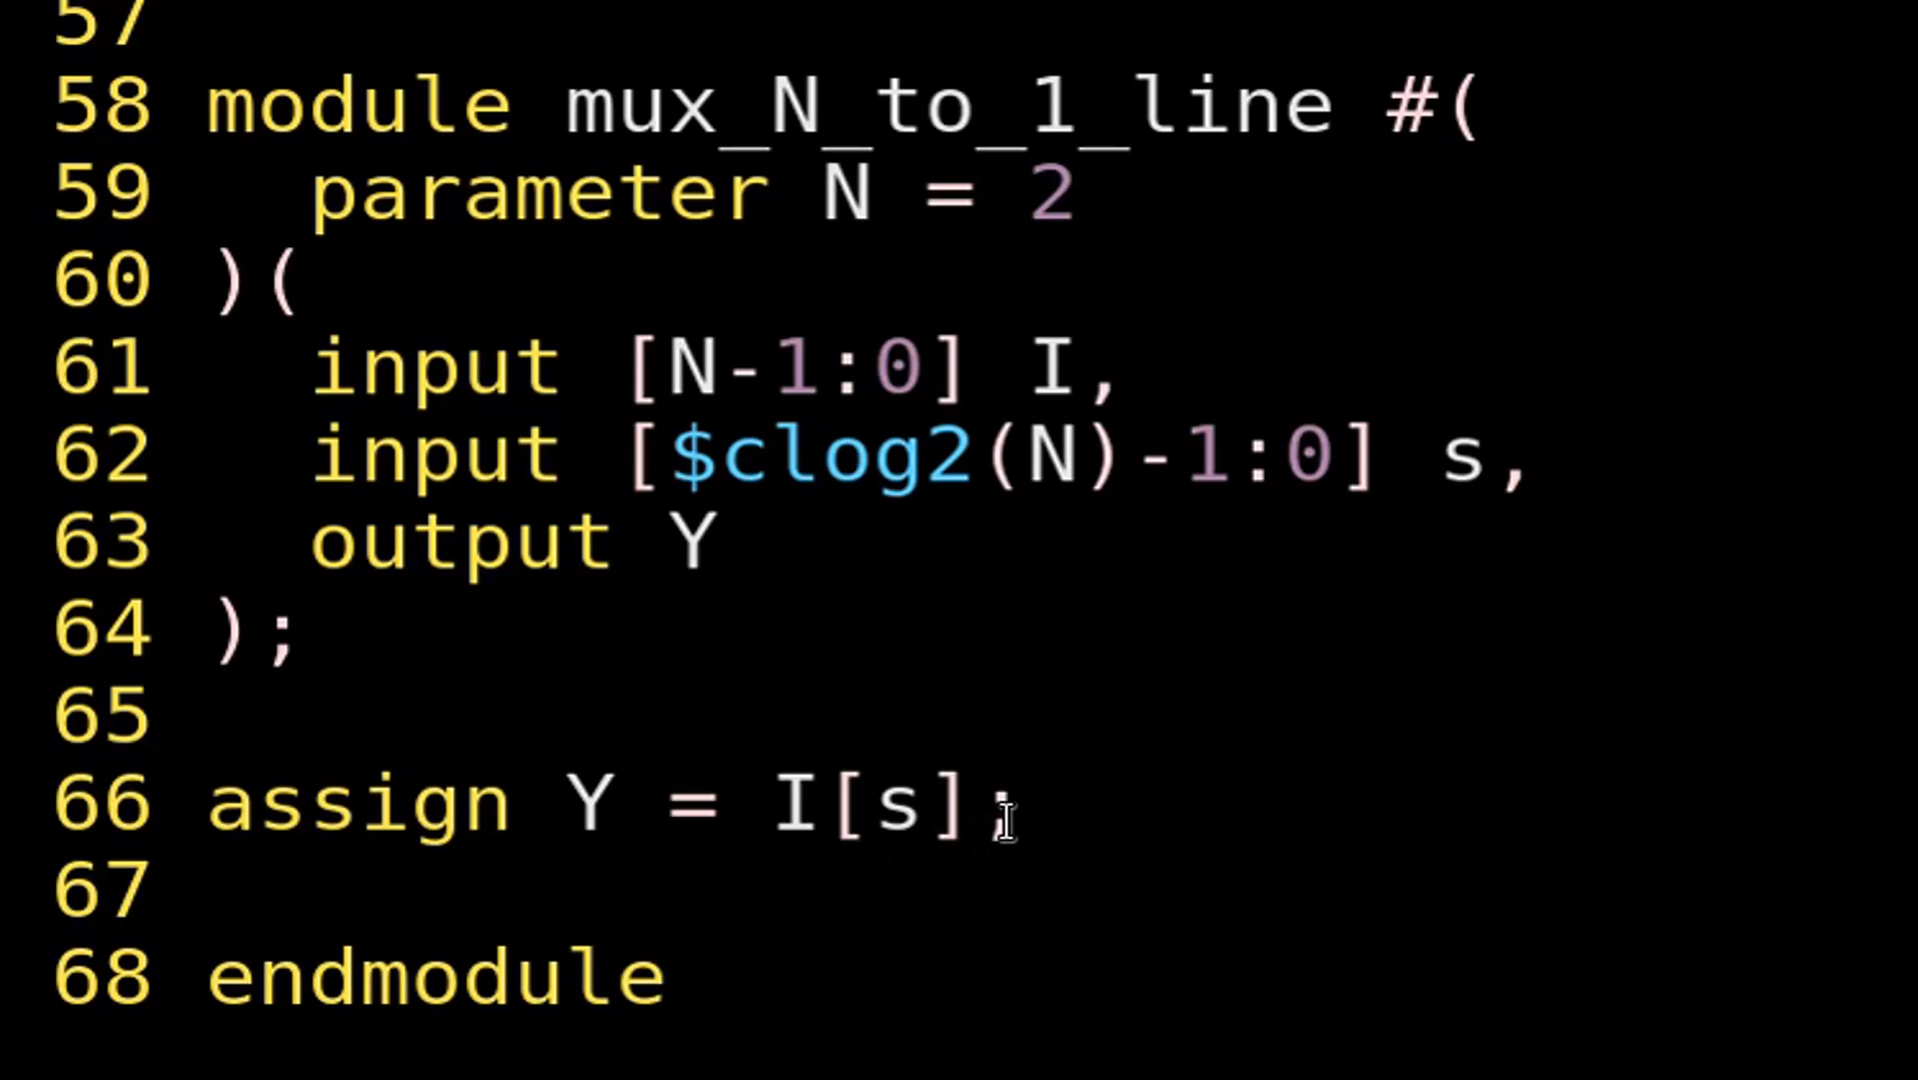 57
58 module mux_N_to_1_line #(
59   parameter N = 2
60 )(
61   input [N-1:0] I,
62   input [$clog2(N)-1:0] s,
63   output Y
64 );
65
66 assign Y = I[s];
67
68 endmodule